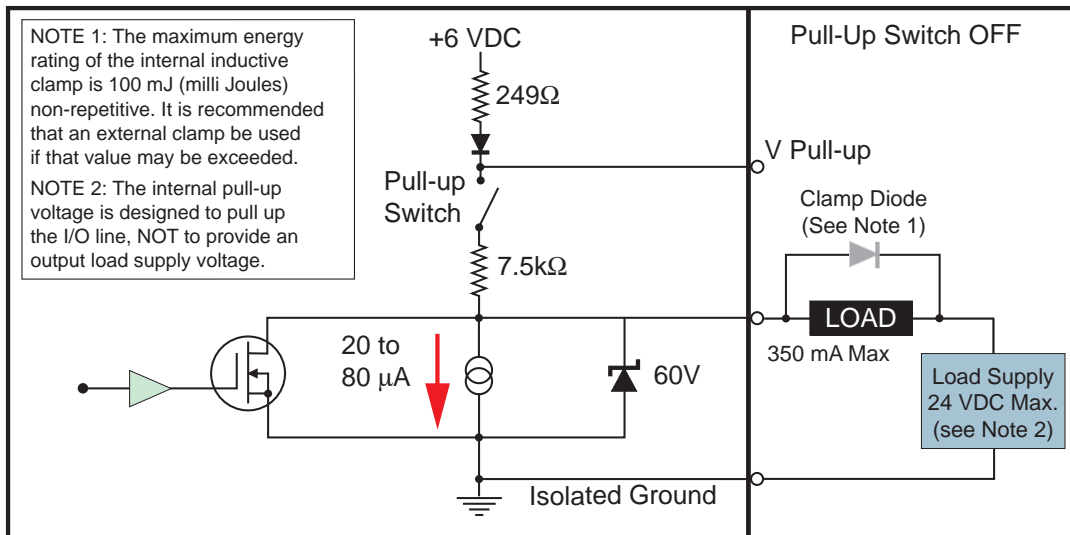 NOTE 1: The maximum energy
rating of the internal inductive
clamp is 100 mJ (milli Joules)
non-repetitive. It is recommended
that an external clamp be used
if that value may be exceeded.
NOTE 2: The internal pull-up
voltage is designed to pull up
the I/O line, NOT to provide an
output load supply voltage.
+6 VDC
249Ω
Pull-up
Switch
7.5kΩ
20 to
80 μA
60V
Isolated Ground
Pull-Up Switch OFF
V Pull-up
Clamp Diode
(See Note 1)
LOAD
350 mA Max
Load Supply
24 VDC Max.
(see Note 2)